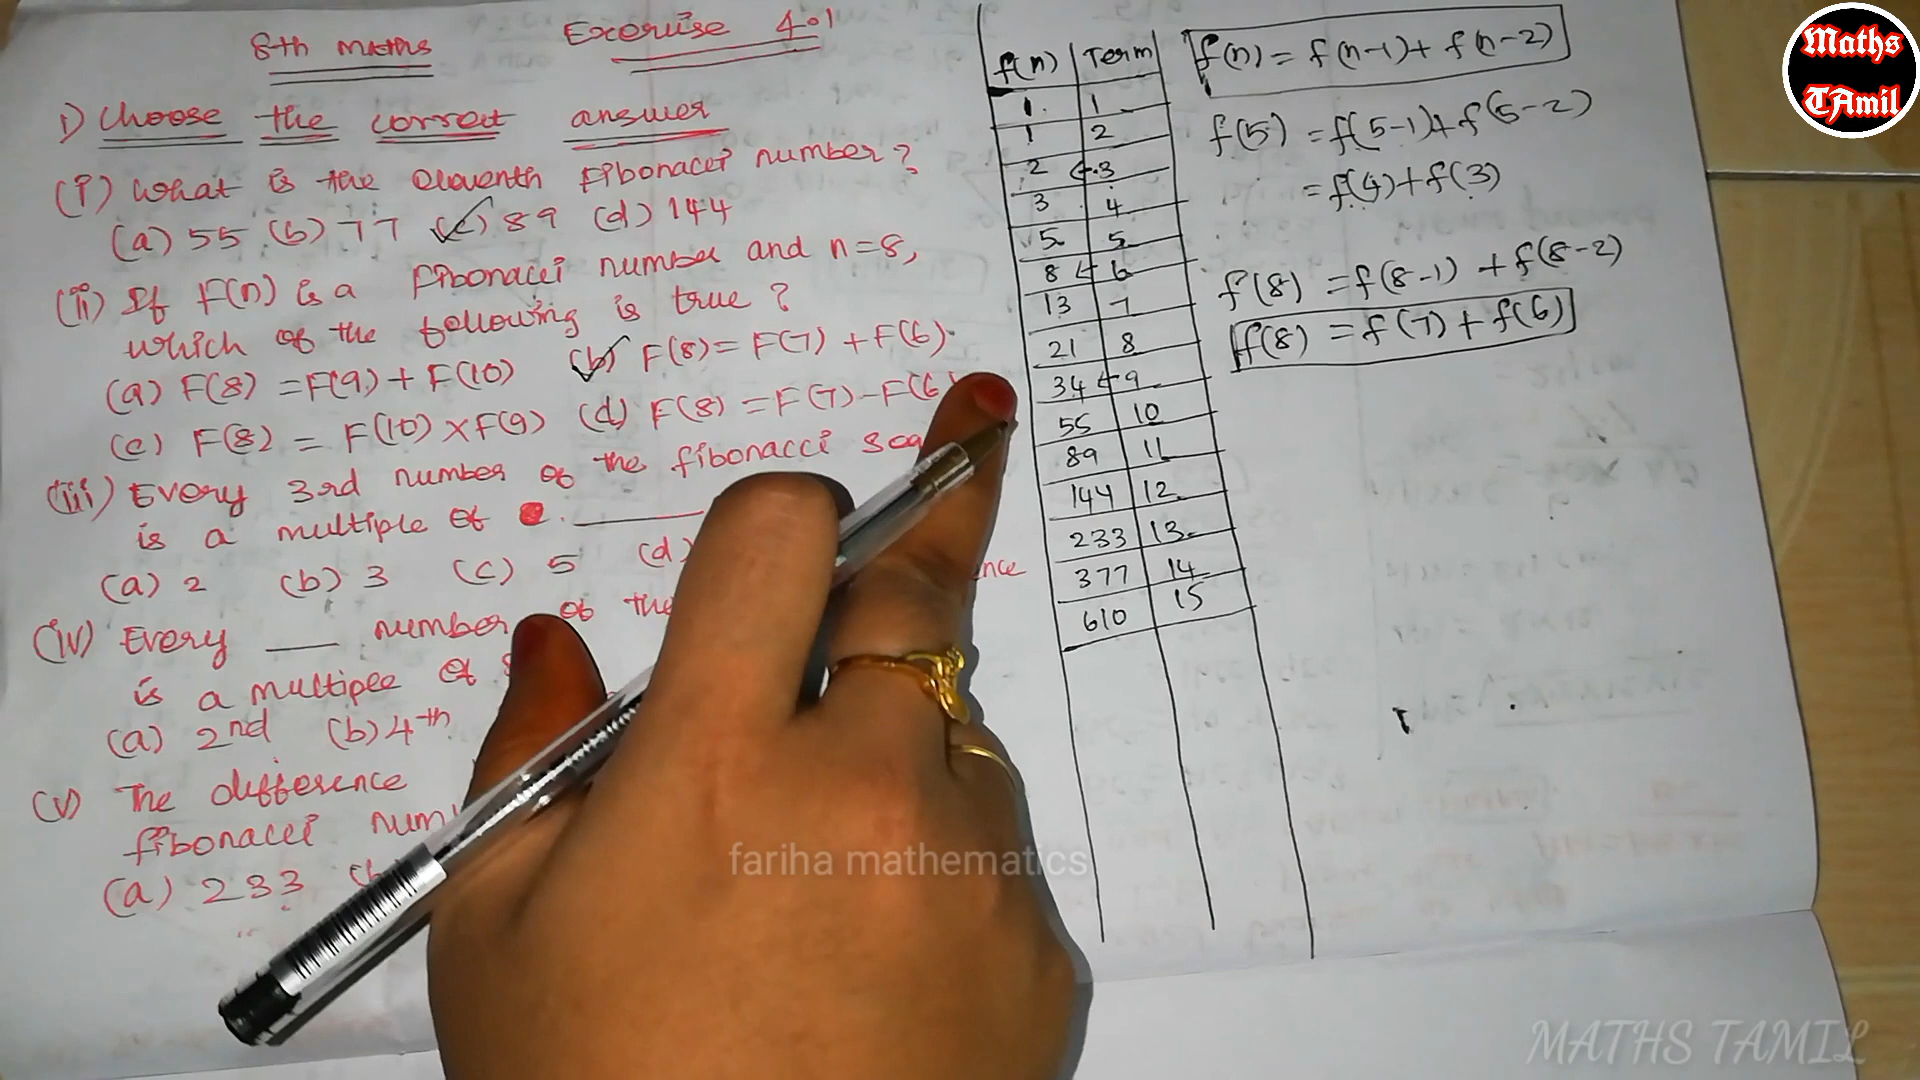 8th maths Exercise 4.1
1) Choose the correct answer
(i) What is the eleventh Fibonacci number?
(a) 55 (b) 77 (c) 89 (d) 144
(ii) If F(n) is a Fibonacci number and n=8,
which of the following is true?
(a) F(8) = F(9) + F(10) (b) F(8) = F(7) + F(6)
(c) F(8) = F(10) × F(9) (d) F(8) = F(7) - F(6
(iii) Every 3rd number of the fibonacci
is a multiple of
(a) 2 (b) 3 (c) 5 (d)
(iv) Every ___ number of the nce
is a multiple of
(a) 2nd (b) 4th
(v) The difference
fibonacci num
(a) 233 (b
f(n) Term
1 1
1 2
2 ← 3
3 4
5 5
8 ← 6
13 7
21 8
34 ← 9
55 10
89 11
144 12
233 13
377 14
610 15
f(n) = f(n-1) + f(n-2)
f(5) = f(5-1) + f(5-2)
= f(4) + f(3)
f(8) = f(8-1) + f(8-2)
f(8) = f(7) + f(6)
Maths
TAmil
fariha mathematics
MATHS TAMIL